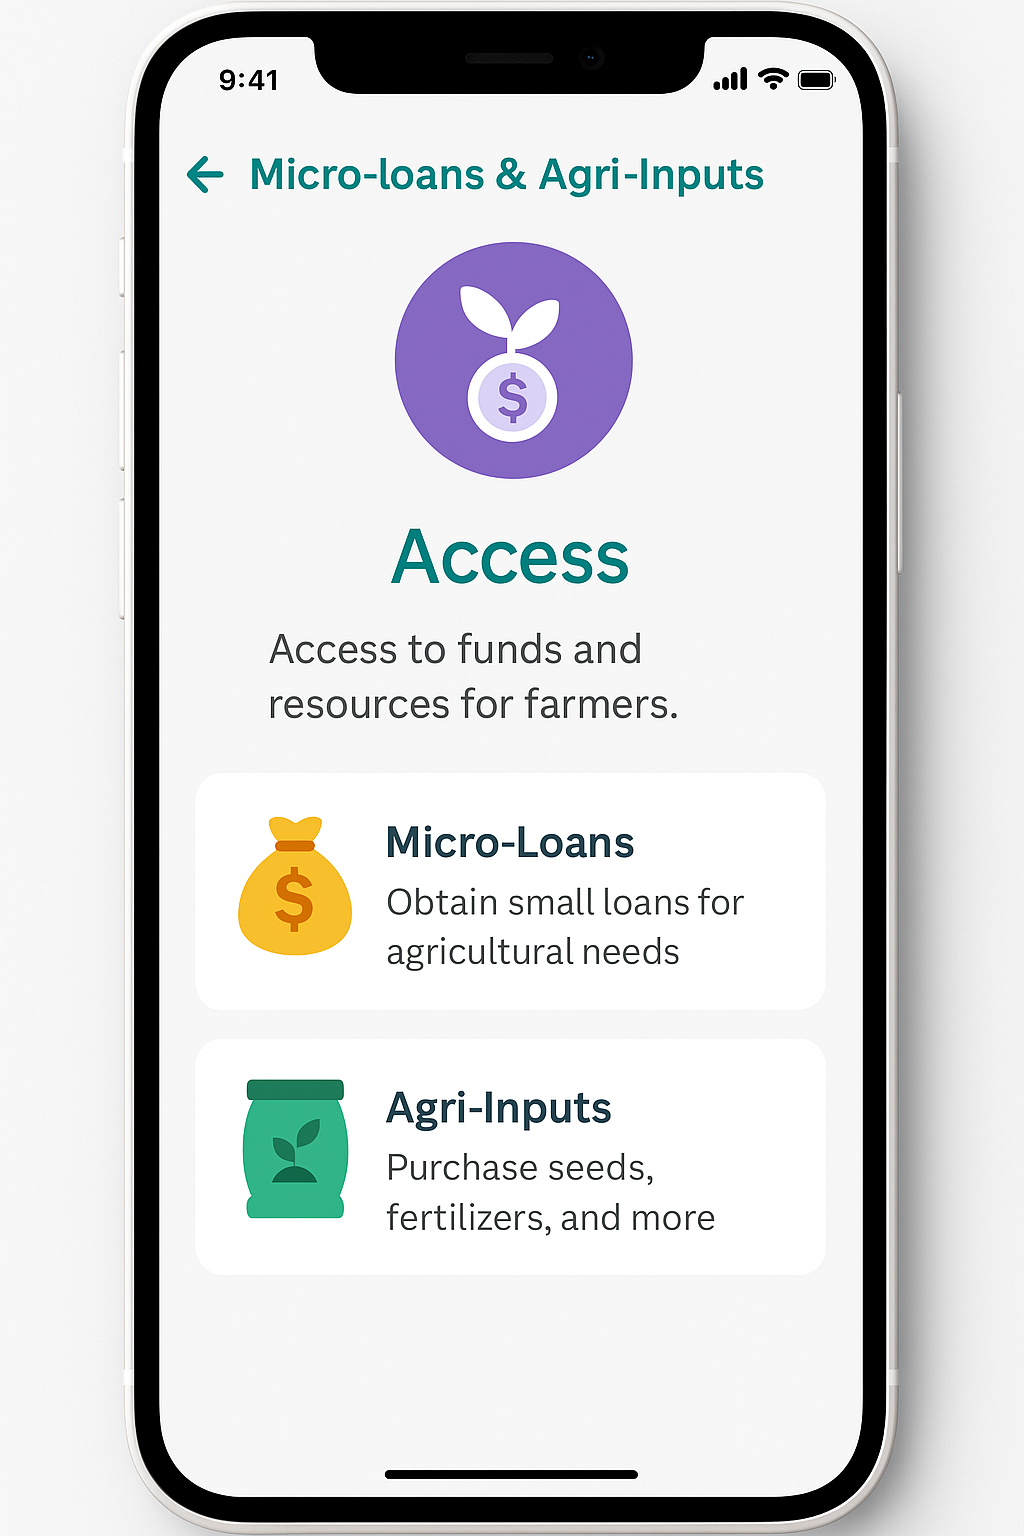 9:41
Micro-loans & Agri-Inputs
$
Access
Access to funds and
resources for farmers.
$
Micro-Loans
Obtain small loans for
agricultural needs
Agri-Inputs
Purchase seeds,
fertilizers, and more